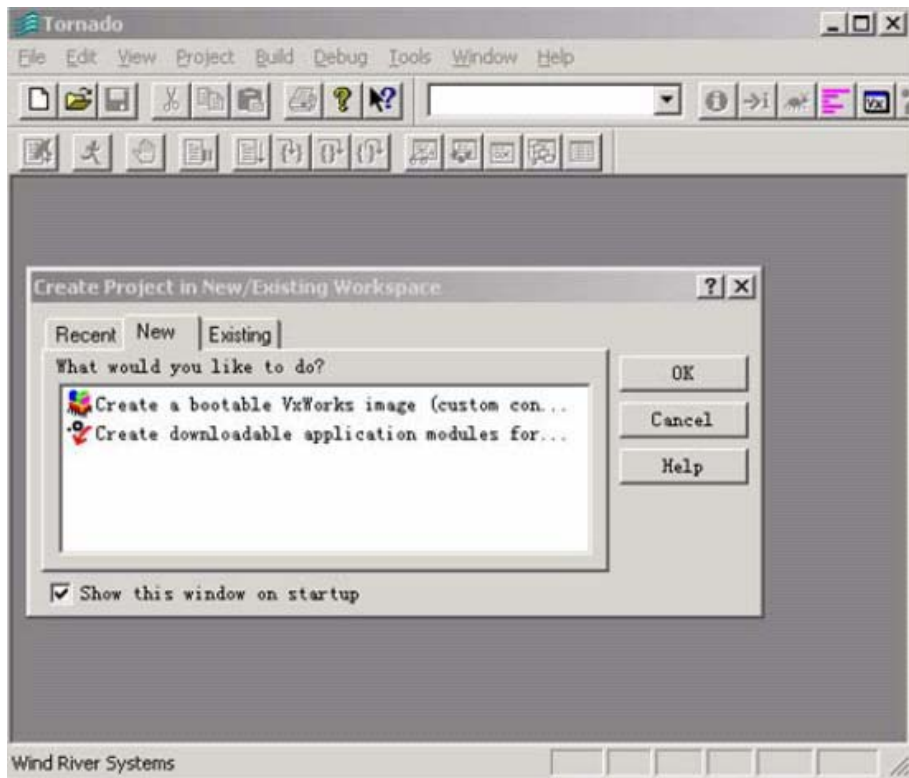 Tornado
File Edit View Project Build Debug Tools Window Help
Create Project in New/Existing Workspace
Recent New Existing
What would you like to do?
Create a bootable VxWorks image (custom con...
Create downloadable application modules for...
OK
Cancel
Help
Show this window on startup
Wind River Systems